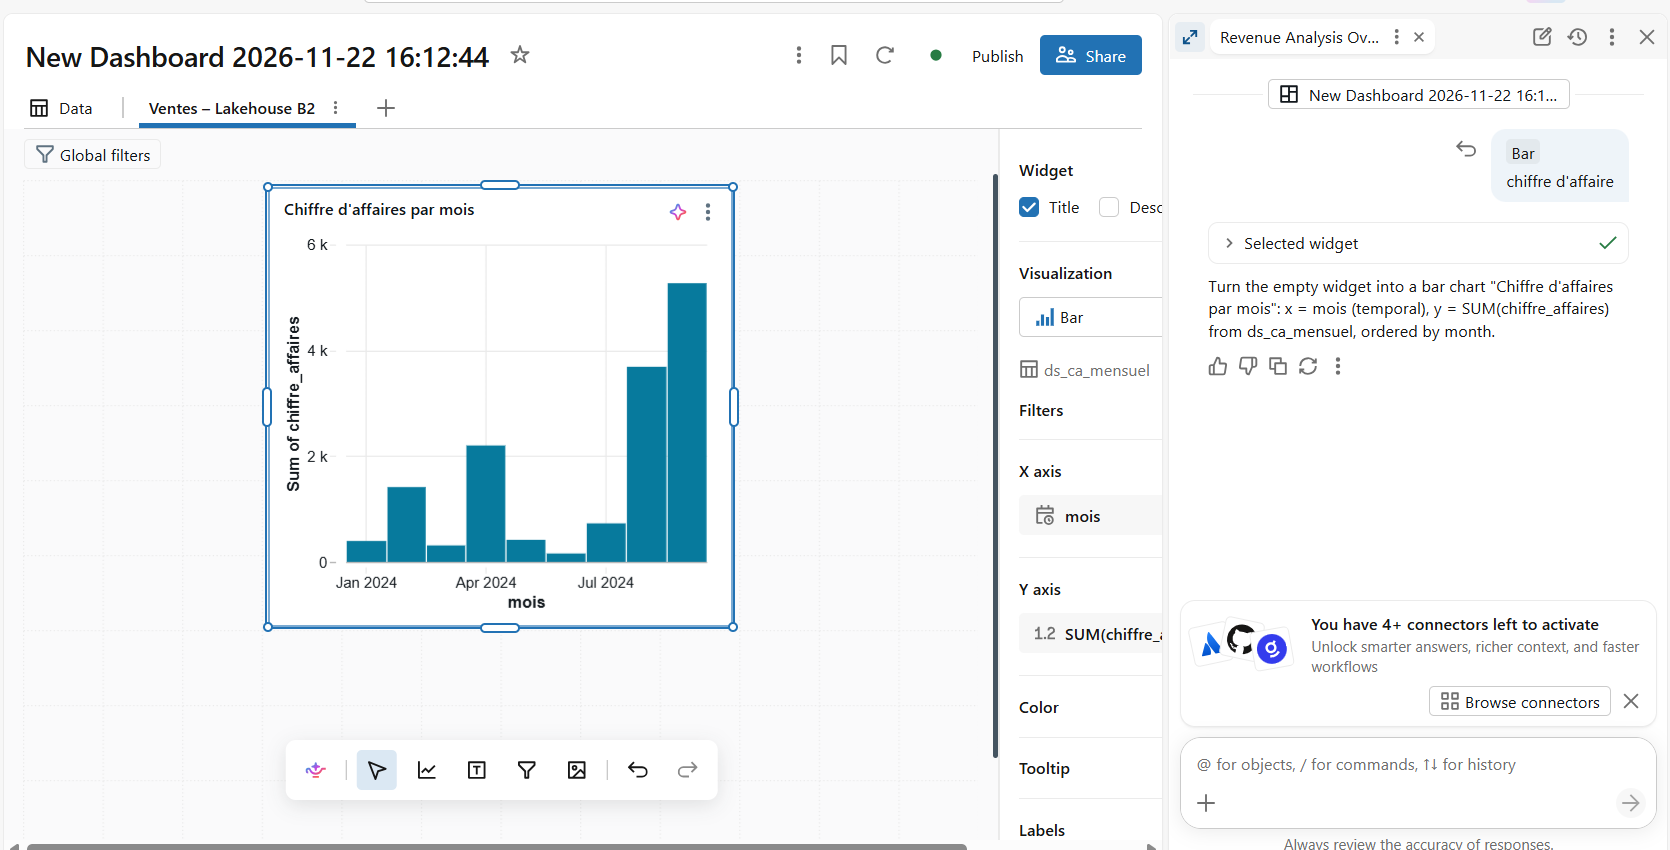 New Dashboard 2026-11-22 16:12:44
Publish
Share
Data
Ventes – Lakehouse B2
Global filters
Chiffre d'affaires par mois
6 k
4 k
2 k
0
Sum of chiffre_affaires
Jan 2024
Apr 2024
Jul 2024
mois
Widget
Title
Desc
Visualization
Bar
ds_ca_mensuel
Filters
X axis
mois
Y axis
1.2 SUM(chiffre_a
Color
Tooltip
Labels
Revenue Analysis Ov...
New Dashboard 2026-11-22 16:1...
Bar
chiffre d'affaire
Selected widget
Turn the empty widget into a bar chart "Chiffre d'affaires
par mois": x = mois (temporal), y = SUM(chiffre_affaires)
from ds_ca_mensuel, ordered by month.
You have 4+ connectors left to activate
Unlock smarter answers, richer context, and faster
workflows
Browse connectors
@ for objects, / for commands, ↑↓ for history
Always review the accuracy of responses.